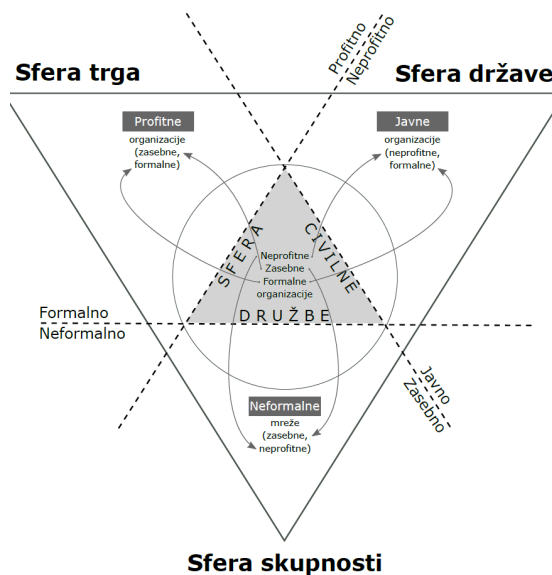 Profitno
Neprofitno
Sfera trga
Sfera države
Profitne
organizacije
(zasebne,
formalne)
Javne
organizacije
(neprofitne,
formalne)
SFERA
CIVILNE
DRUŽBE
Neprofitne
Zasebne
Formalne
organizacije
Formalno
Neformalno
Javno
Zasebno
Neformalne
mreže
(zasebne,
neprofitne)
Sfera skupnosti